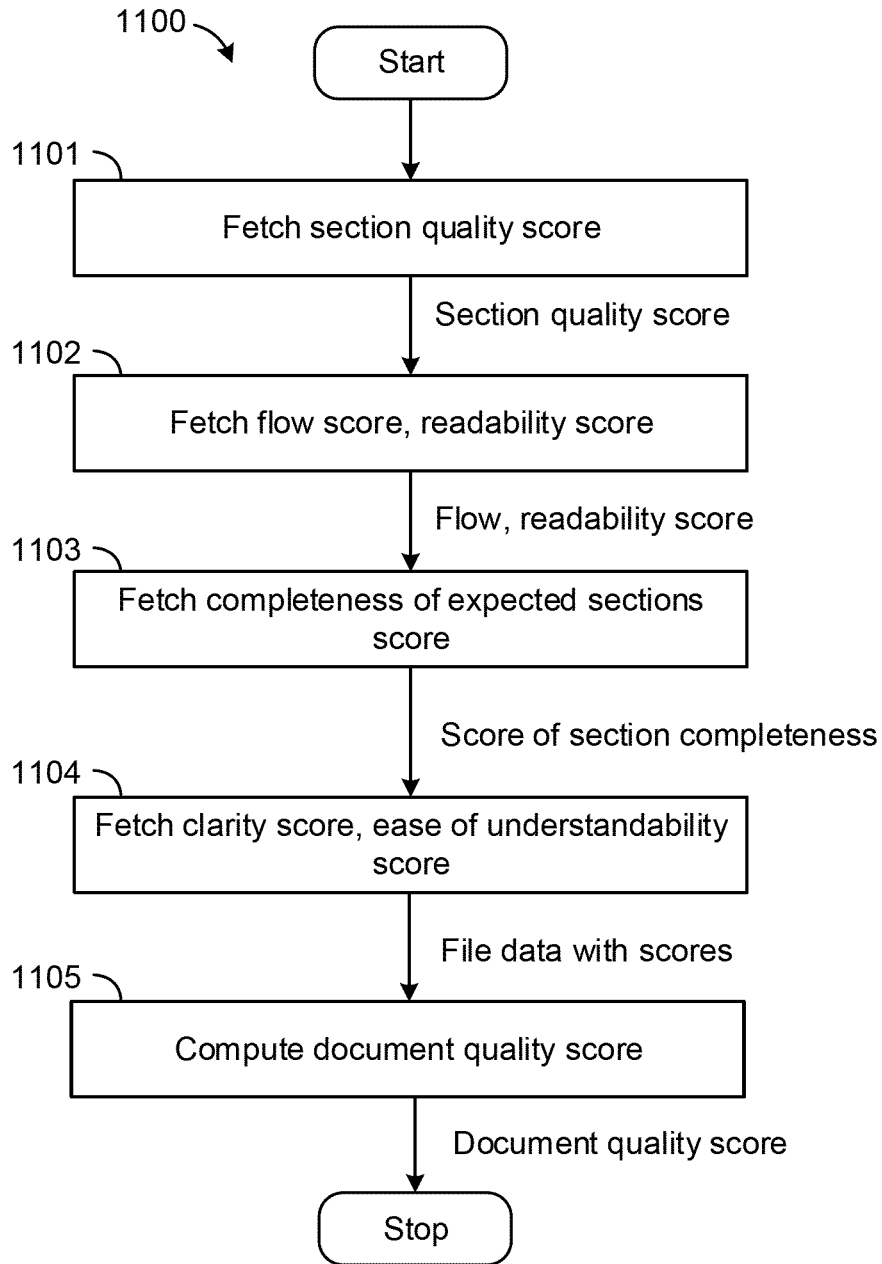 1100
Start
1101
Fetch section quality score
Section quality score
1102
Fetch flow score, readability score
Flow, readability score
1103
Fetch completeness of expected sections
score
Score of section completeness
1104
Fetch clarity score, ease of understandability
score
File data with scores
1105
Compute document quality score
Document quality score
Stop